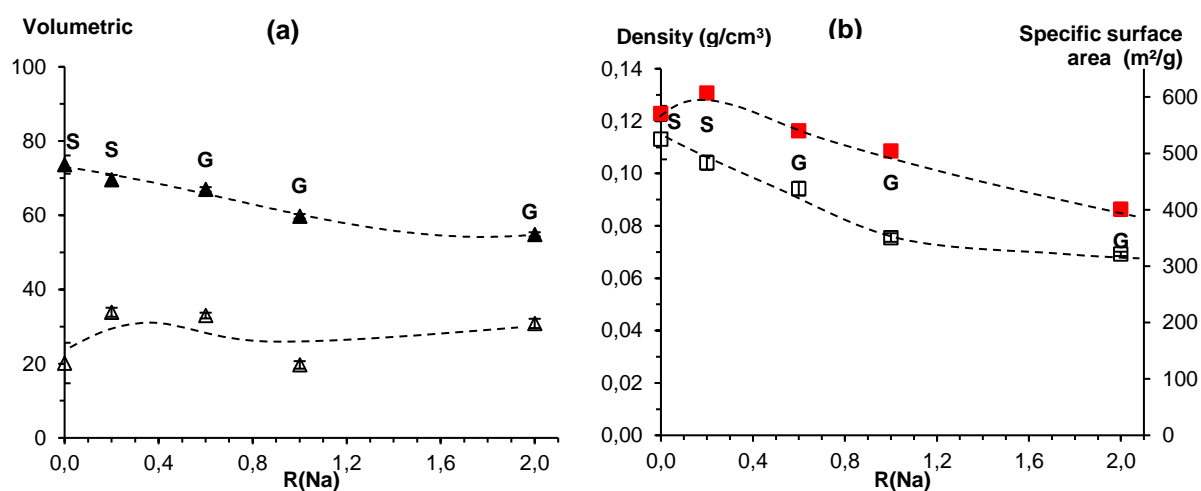 Volumetric
(a)
100
80
60
40
20
0
S
S
G
G
G
0,0
0,4
0,8
1,2
1,6
2,0
R(Na)
Density (g/cm³)
(b)
Specific surface
area (m²/g)
0,14
0,12
0,10
0,08
0,06
0,04
0,02
0,00
S
S
G
G
G
600
500
400
300
200
100
0
0,0
0,4
0,8
1,2
1,6
2,0
R(Na)